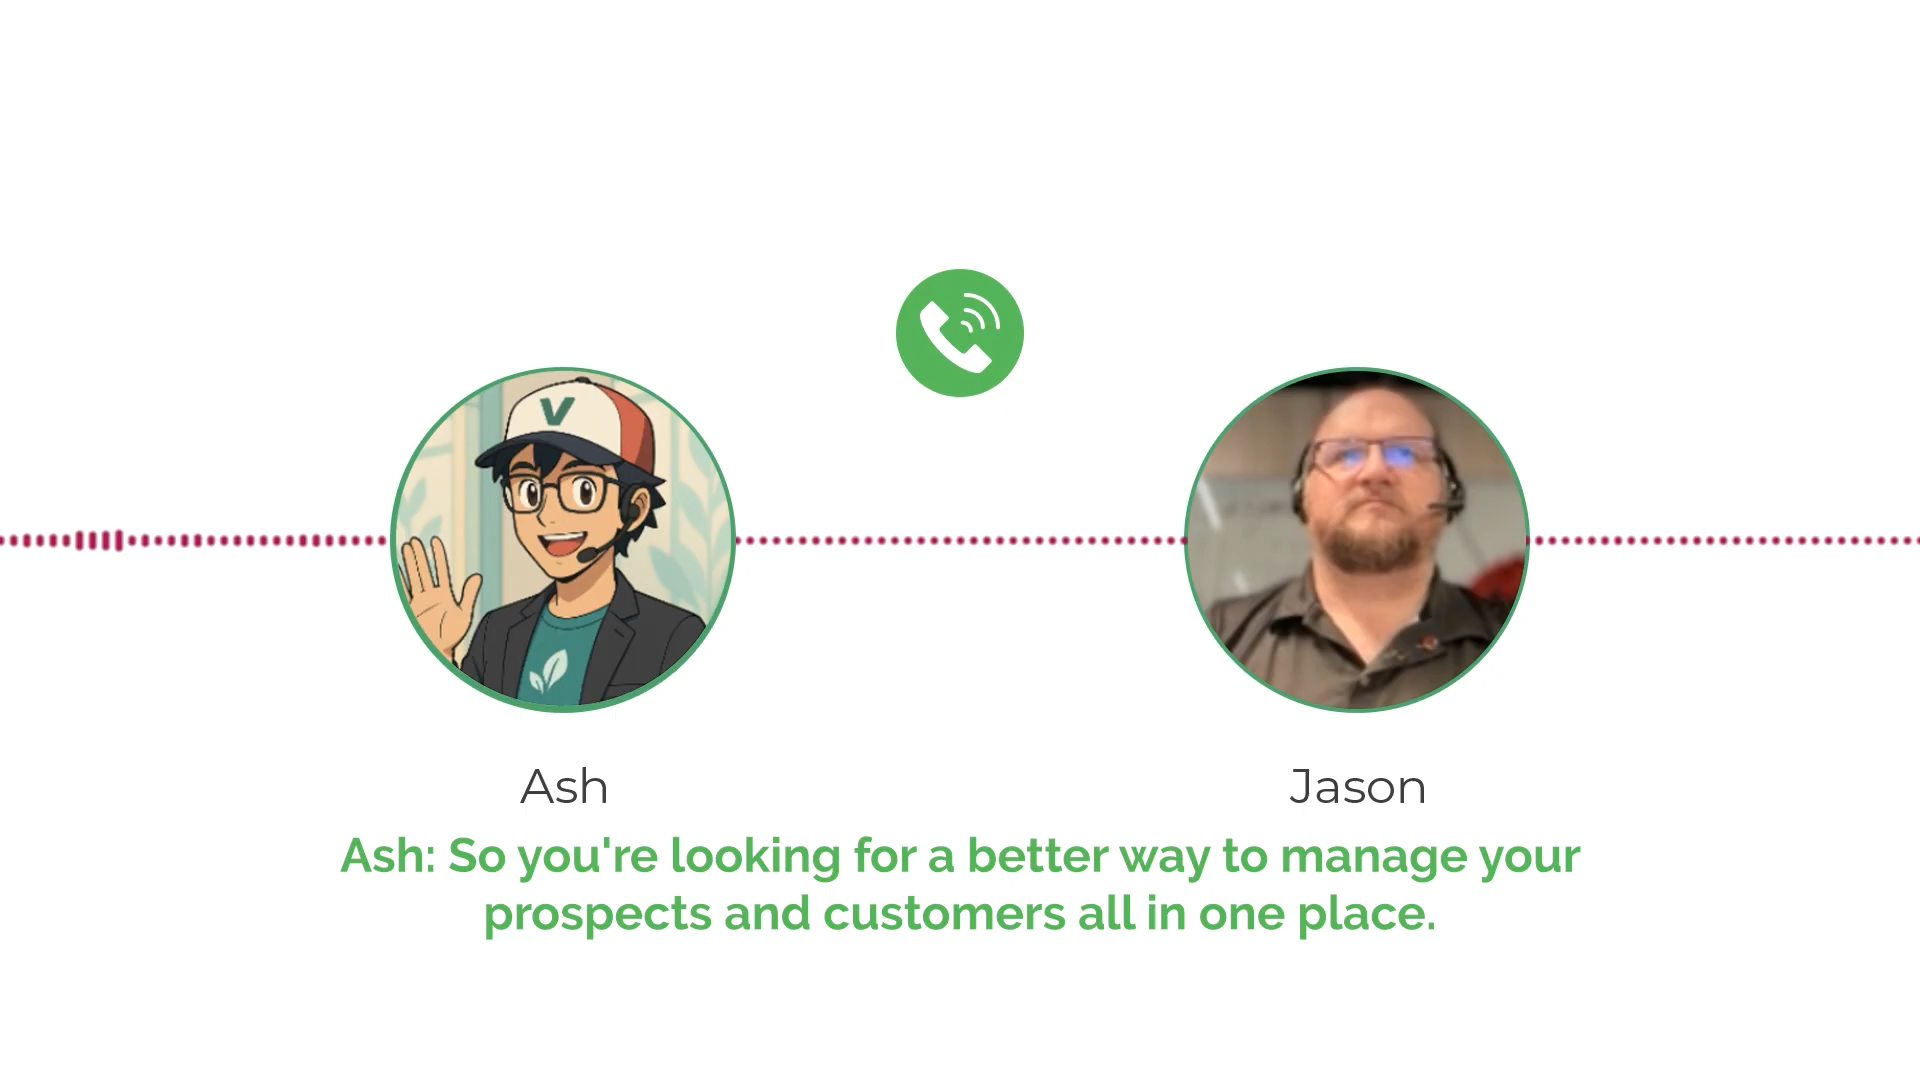 V
Ash
Jason
Ash: So you're looking for a better way to manage your
prospects and customers all in one place.